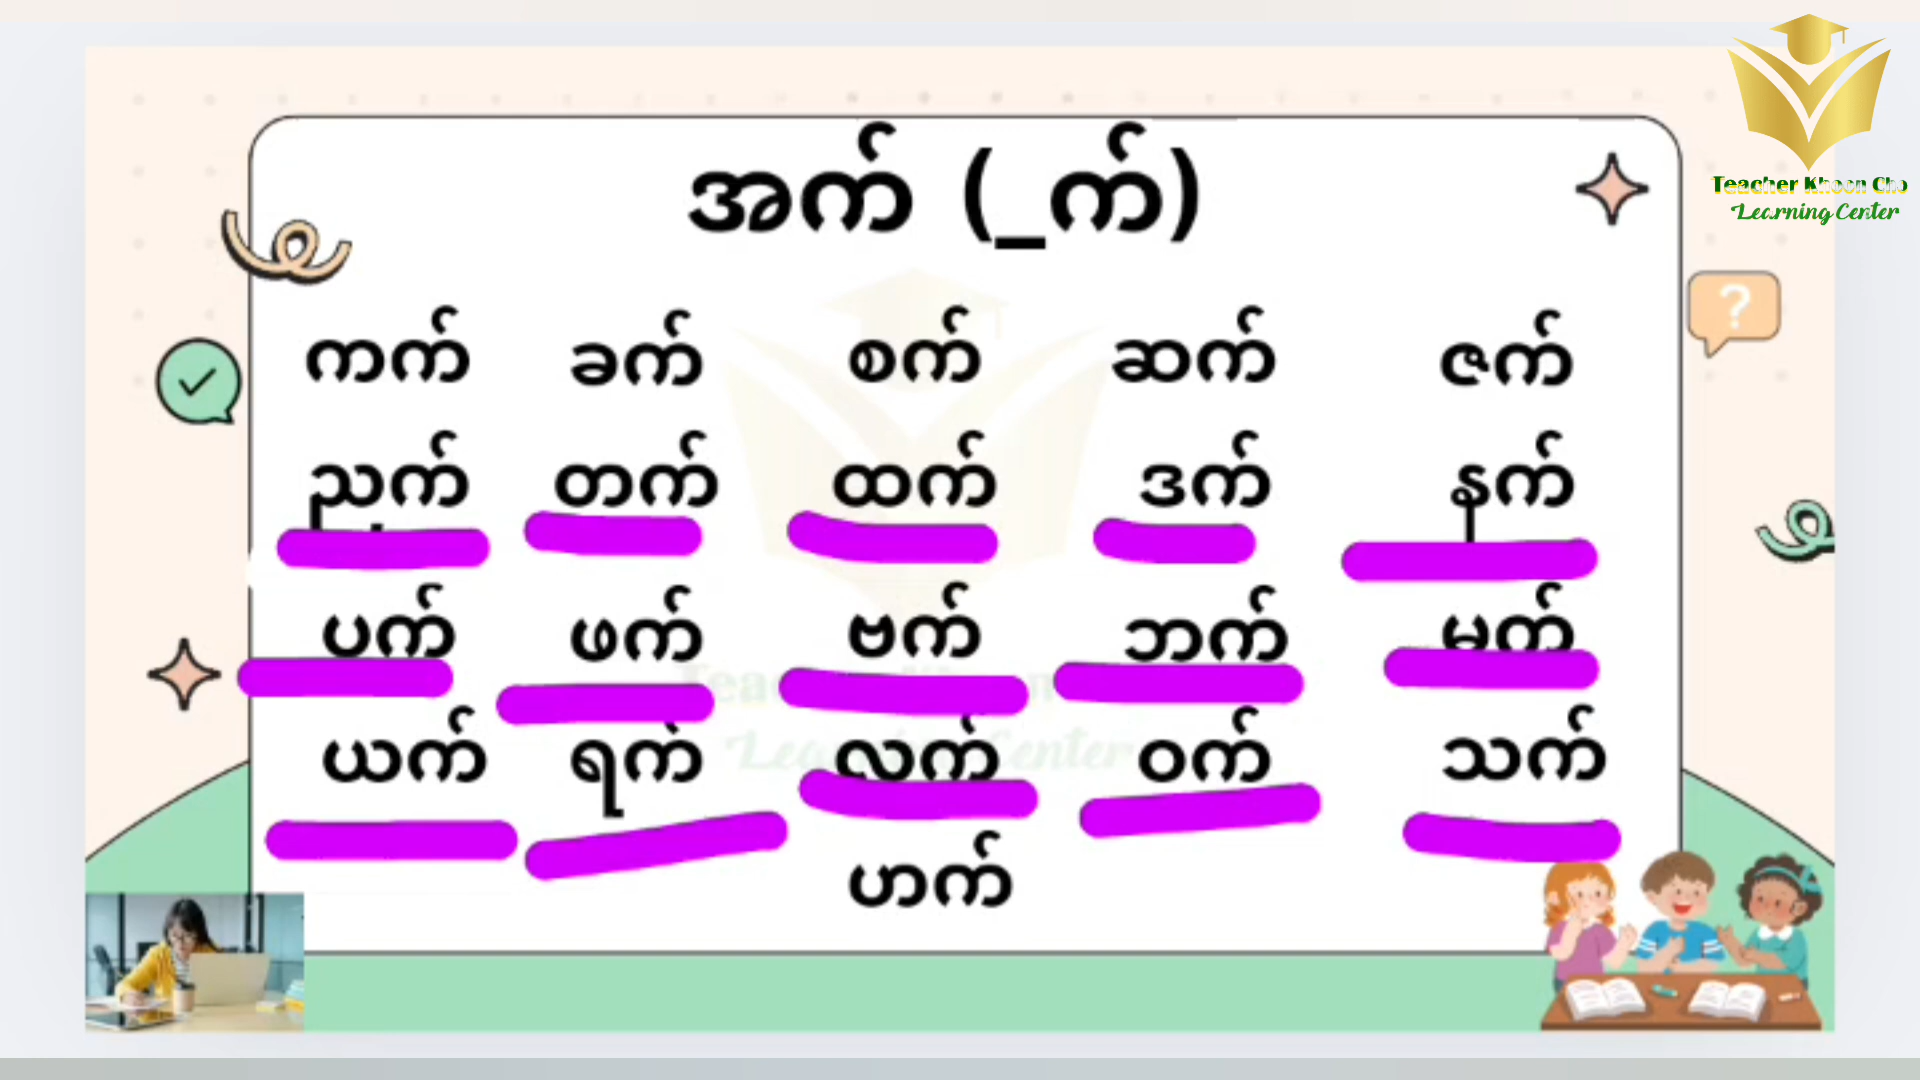 Teacher Khoon Cho
Learning Center
အက် (_က်)
ကက် ခက် စက် ဆက် ဇက်
ညက် တက် ထက် ဒက် နက်
ပက် ဖက် ဗက် ဘက် မက်
ယက် ရက် လက် ဝက် သက်
ဟက်